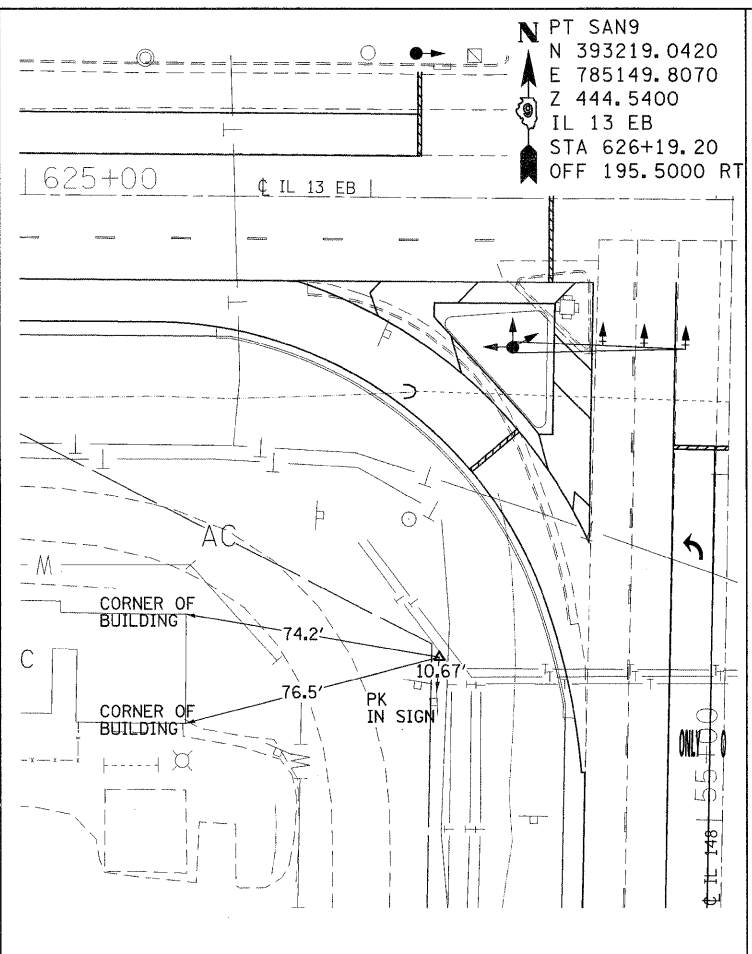 N PT SAN9
N 393219.0420
E 785149.8070
Z 444.5400
9 IL 13 EB
STA 626+19.20
OFF 195.5000 RT
625+00
℄ IL 13 EB
AC
W
CORNER OF
BUILDING
74.2'
C
10.67'
76.5'
PK
IN SIGN
CORNER OF
BUILDING
W
ONLY
55+00
℄ IL 148